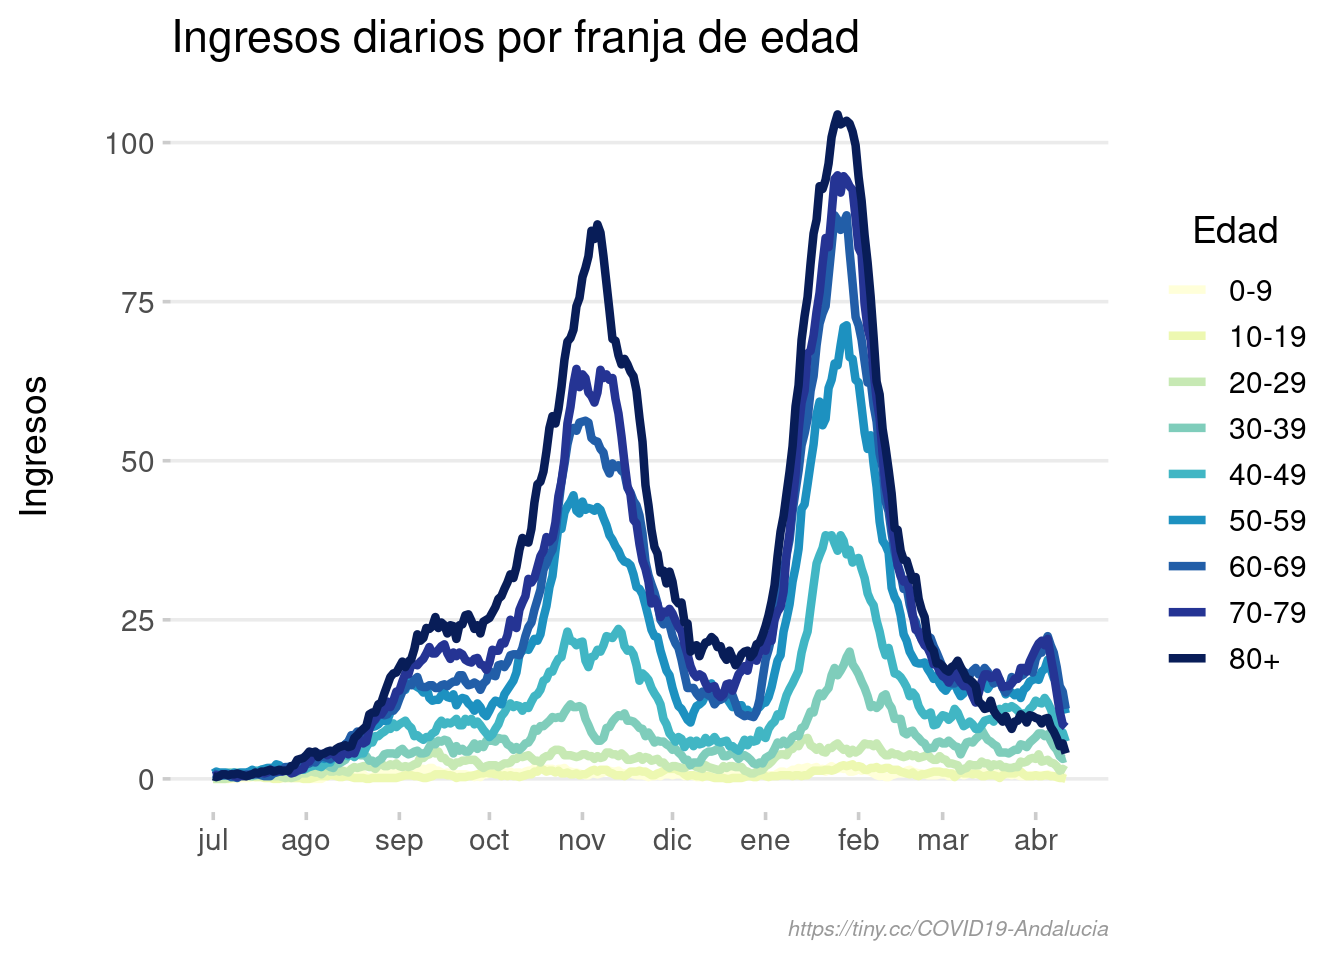 Ingresos diarios por franja de edad
Ingresos
100
75
50
25
0
jul ago sep oct nov dic ene feb mar abr
Edad
0-9
10-19
20-29
30-39
40-49
50-59
60-69
70-79
80+
https://tiny.cc/COVID19-Andalucia